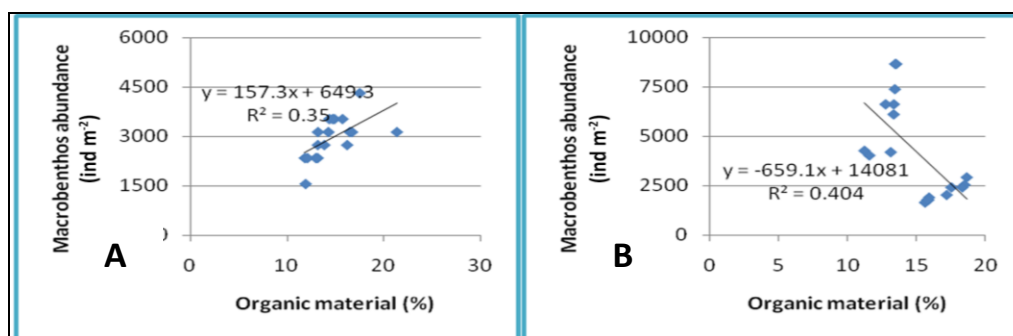 Macrobenthos abundance
(ind m⁻²)
6000
4500
3000
1500
0
y = 157.3x + 649.3
R² = 0.35
A
0
10
20
30
Organic material (%)
Macrobenthos abundance
(ind m⁻²)
10000
7500
5000
2500
0
y = -659.1x + 14081
R² = 0.404
B
0
5
10
15
20
Organic material (%)